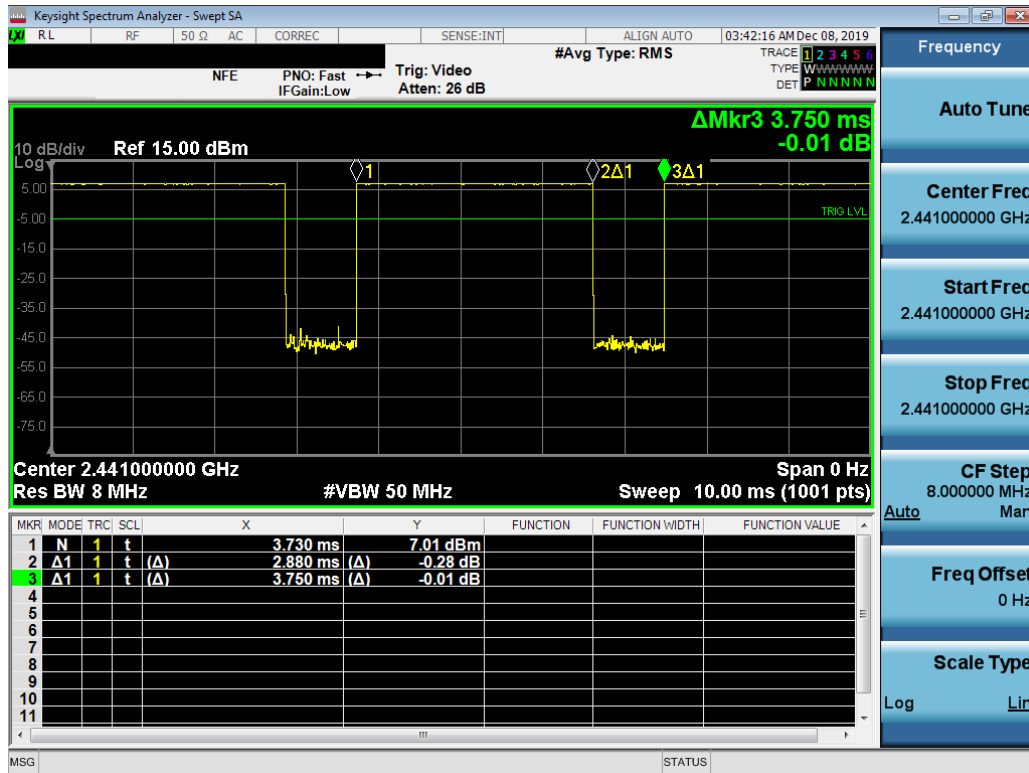 Keysight Spectrum Analyzer - Swept SA
LXI RL RF 50 Ω AC CORREC SENSE:INT ALIGN AUTO 03:42:16 AM Dec 08, 2019
#Avg Type: RMS
TRACE 1 2 3 4 5 6
TYPE WWWWWW
DET P N N N N N
NFE PNO: Fast Trig: Video
IFGain:Low Atten: 26 dB
ΔMkr3 3.750 ms
-0.01 dB
10 dB/div Ref 15.00 dBm
Log
1 2Δ1 3Δ1
5.00
TRIG LVL
-5.00
-15.0
-25.0
-35.0
-45.0
-55.0
-65.0
-75.0
Center 2.441000000 GHz Span 0 Hz
Res BW 8 MHz #VBW 50 MHz Sweep 10.00 ms (1001 pts)
MKR MODE TRC SCL X Y FUNCTION FUNCTION WIDTH FUNCTION VALUE
1 N 1 t 3.730 ms 7.01 dBm
2 Δ1 1 t (Δ) 2.880 ms (Δ) -0.28 dB
3 Δ1 1 t (Δ) 3.750 ms (Δ) -0.01 dB
4
5
6
7
8
9
10
11
MSG STATUS
Frequency
Auto Tune
Center Freq
2.441000000 GHz
Start Freq
2.441000000 GHz
Stop Freq
2.441000000 GHz
CF Step
8.000000 MHz
Auto Man
Freq Offset
0 Hz
Scale Type
Log Lin